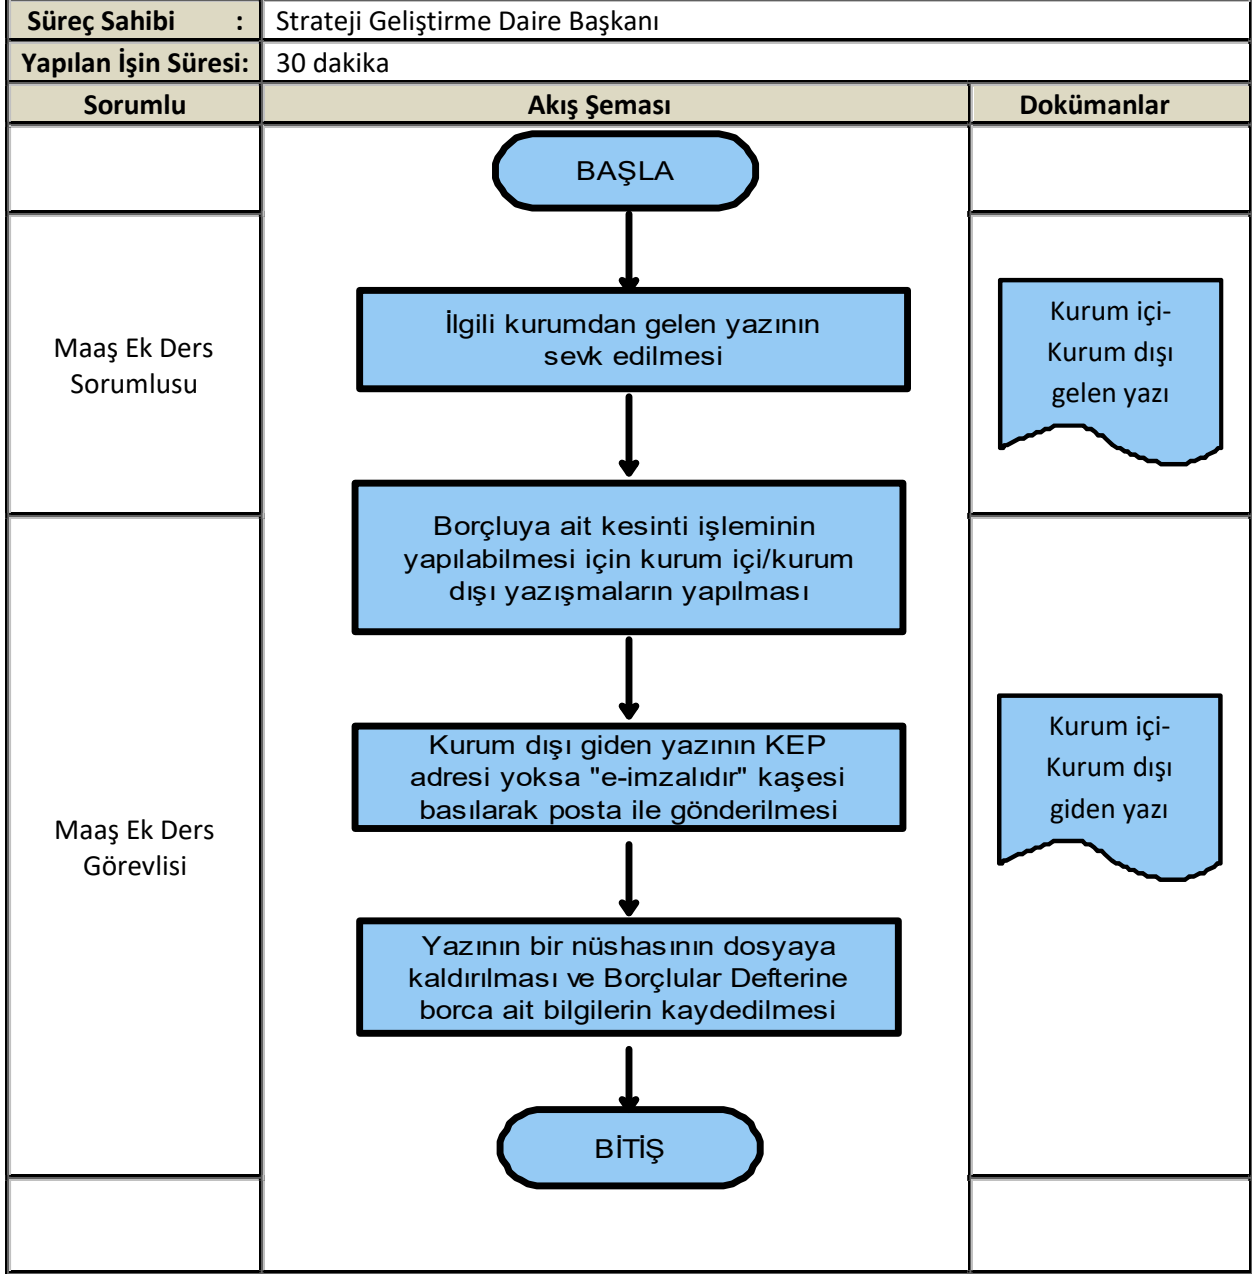 Süreç Sahibi : Strateji Geliştirme Daire Başkanı
Yapılan İşin Süresi: 30 dakika
Sorumlu Akış Şeması Dokümanlar
BAŞLA
Maaş Ek Ders
Sorumlusu
İlgili kurumdan gelen yazının
sevk edilmesi
Kurum içi-
Kurum dışı
gelen yazı
Borçluya ait kesinti işleminin
yapılabilmesi için kurum içi/kurum
dışı yazışmaların yapılması
Maaş Ek Ders
Görevlisi
Kurum dışı giden yazının KEP
adresi yoksa "e-imzalıdır" kaşesi
basılarak posta ile gönderilmesi
Kurum içi-
Kurum dışı
giden yazı
Yazının bir nüshasının dosyaya
kaldırılması ve Borçlular Defterine
borca ait bilgilerin kaydedilmesi
BİTİŞ